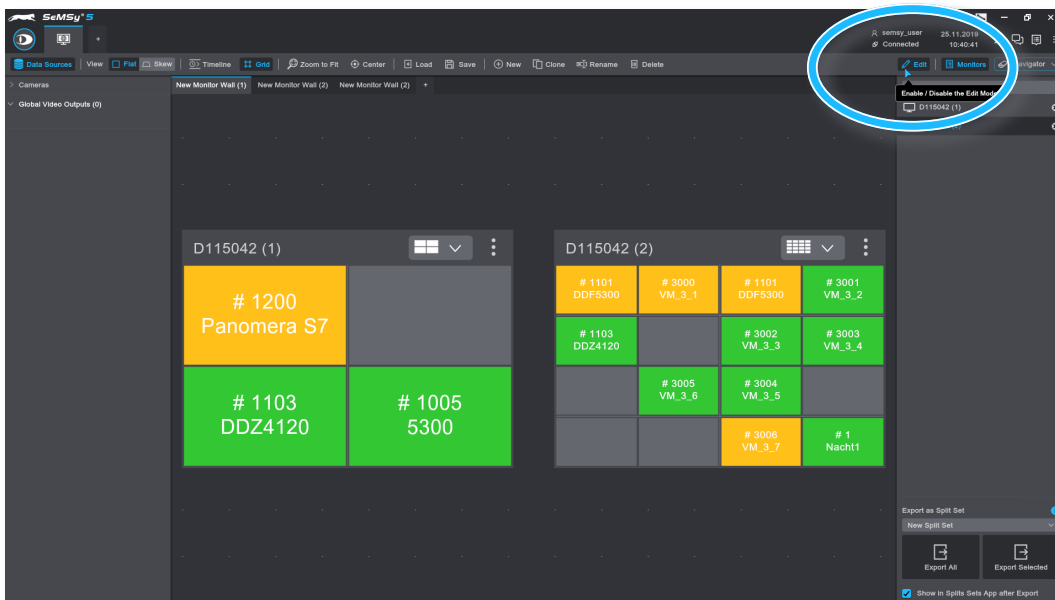 SeMSy®5
semsy_user
25.11.2019
Connected
10:40:41
Data Sources
View
Flat
Skew
Timeline
Grid
Zoom to Fit
Center
Load
Save
New
Clone
Rename
Delete
Edit
Monitors
Cameras
Global Video Outputs (0)
New Monitor Wall (1)
New Monitor Wall (2)
New Monitor Wall (2)
+
Enable / Disable the Edit Mode
D115042 (1)
D115042 (1)
# 1200
Panomera S7
# 1103
DDZ4120
# 1005
5300
D115042 (2)
# 1101
DDF5300
# 3000
VM_3_1
# 1101
DDF5300
# 3001
VM_3_2
# 1103
DDZ4120
# 3002
VM_3_3
# 3003
VM_3_4
# 3005
VM_3_6
# 3004
VM_3_5
# 3006
VM_3_7
# 1
Nacht1
Export as Split Set
New Split Set
Export All
Export Selected
Show in Splits Sets App after Export